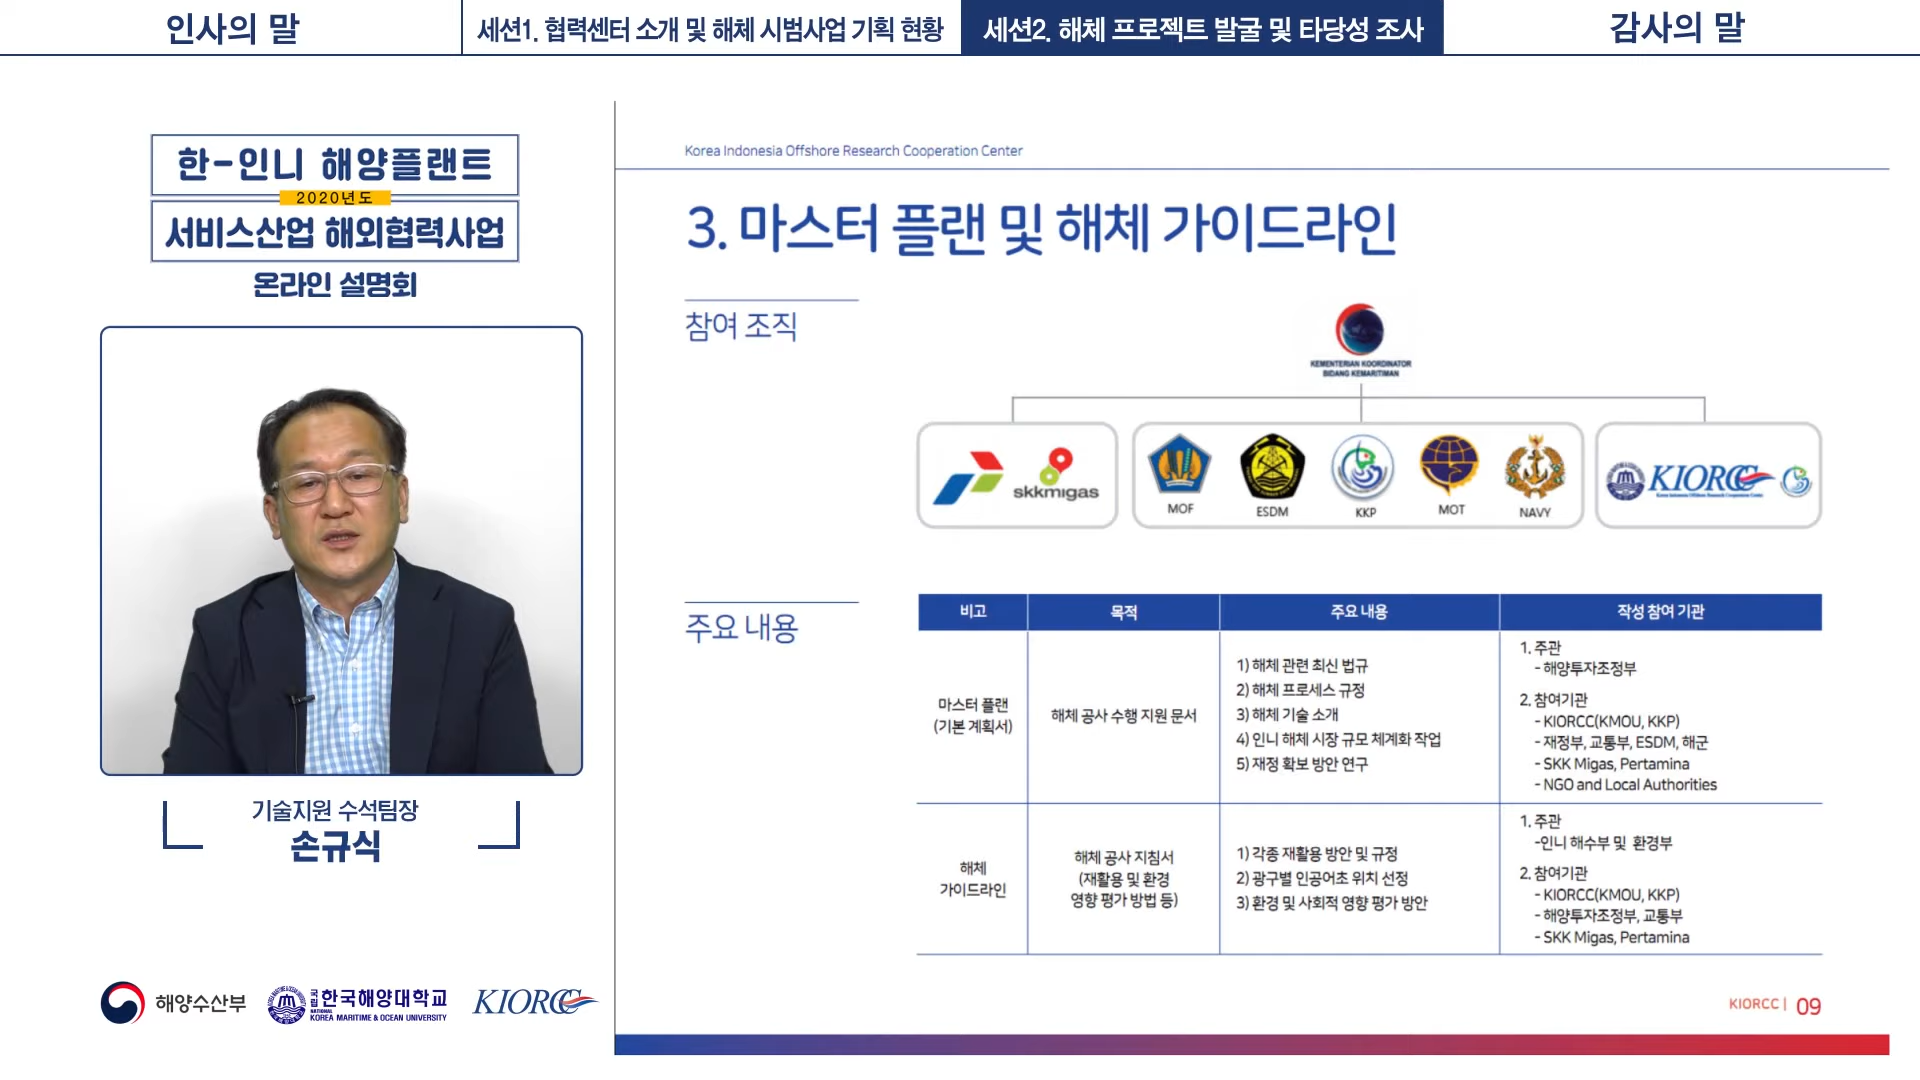 인사의 말
세션1. 협력센터 소개 및 해체 시범사업 기획 현황
세션2. 해체 프로젝트 발굴 및 타당성 조사
감사의 말
한-인니 해양플랜트
2020년도
서비스산업 해외협력사업
온라인 설명회
기술지원 수석팀장
손규식
해양수산부
국립한국해양대학교
NATIONAL
KOREA MARITIME & OCEAN UNIVERSITY
KIORCC
Korea Indonesia Offshore Research Cooperation Center
3. 마스터 플랜 및 해체 가이드라인
참여 조직
KEMENTERIAN KOORDINATOR
BIDANG KEMARITIMAN
skkmigas
MOF
ESDM
KKP
MOT
NAVY
KIORCC
Korea Indonesia Offshore Research Cooperation Center
주요 내용
비고
목적
주요 내용
작성 참여 기관
마스터 플랜
(기본 계획서)
해체 공사 수행 지원 문서
1) 해체 관련 최신 법규
2) 해체 프로세스 규정
3) 해체 기술 소개
4) 인니 해체 시장 규모 체계화 작업
5) 재정 확보 방안 연구
1. 주관
- 해양투자조정부
2. 참여기관
- KIORCC(KMOU, KKP)
- 재정부, 교통부, ESDM, 해군
- SKK Migas, Pertamina
- NGO and Local Authorities
해체
가이드라인
해체 공사 지침서
(재활용 및 환경
영향 평가 방법 등)
1) 각종 재활용 방안 및 규정
2) 광구별 인공어초 위치 선정
3) 환경 및 사회적 영향 평가 방안
1. 주관
-인니 해수부 및 환경부
2. 참여기관
- KIORCC(KMOU, KKP)
- 해양투자조정부, 교통부
- SKK Migas, Pertamina
KIORCC | 09